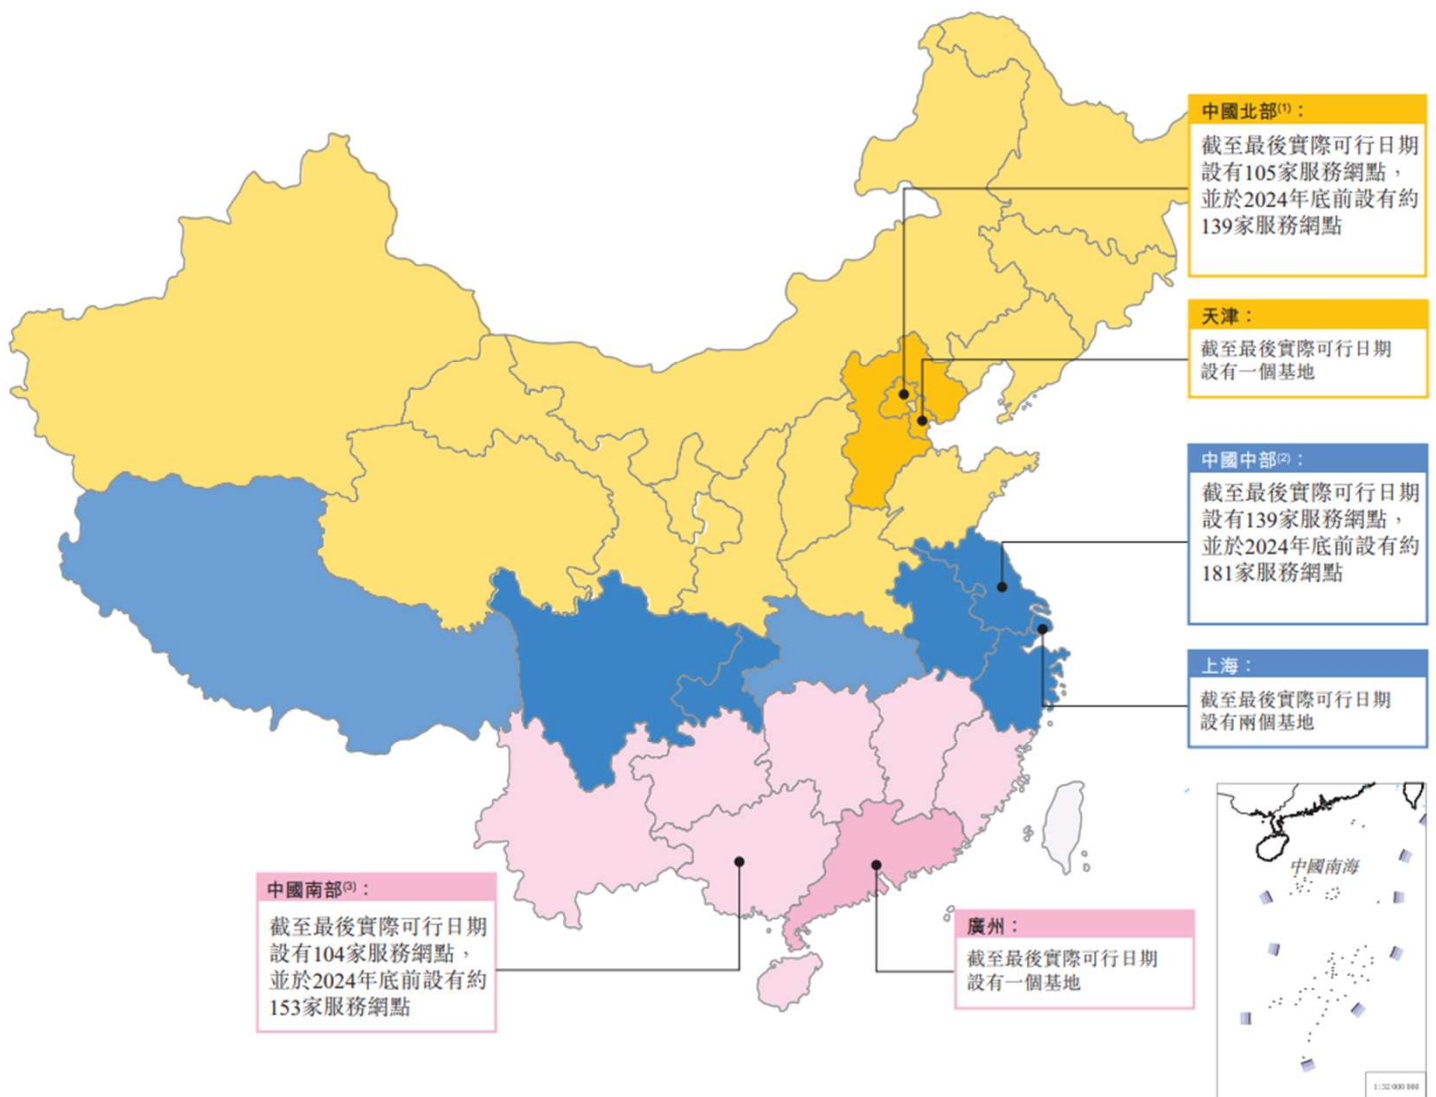 中國北部(1)：
截至最後實際可行日期
設有105家服務網點，
並於2024年底前設有約
139家服務網點
天津：
截至最後實際可行日期
設有一個基地
中國中部(2)：
截至最後實際可行日期
設有139家服務網點，
並於2024年底前設有約
181家服務網點
上海：
截至最後實際可行日期
設有兩個基地
中國南海
中國南部(3)：
截至最後實際可行日期
設有104家服務網點，
並於2024年底前設有約
153家服務網點
廣州：
截至最後實際可行日期
設有一個基地